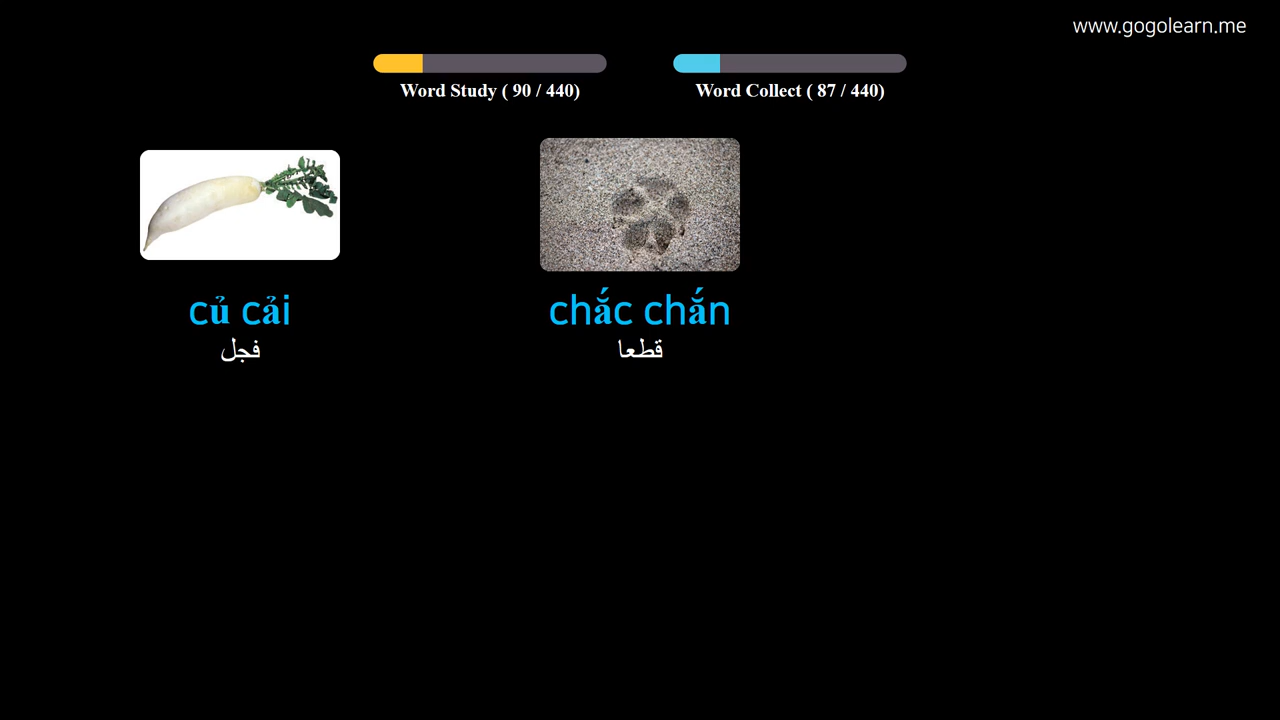 www.gogolearn.me
Word Study ( 90 / 440)
Word Collect ( 87 / 440)
củ cải
فجل
chắc chắn
قطعا